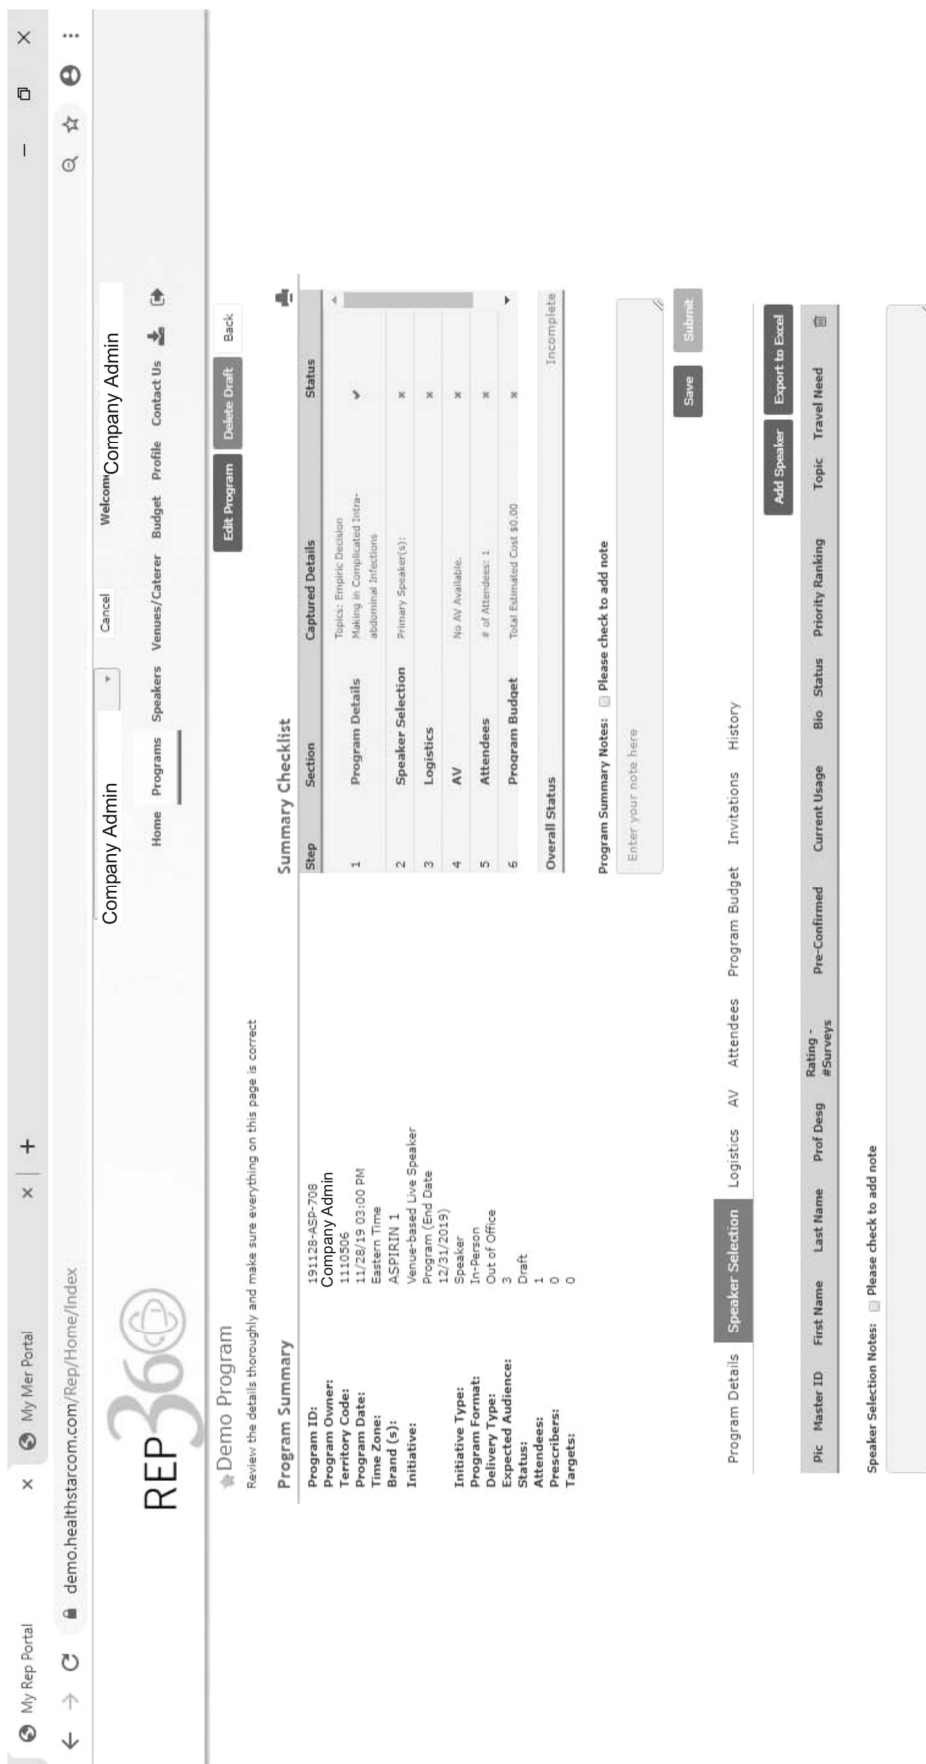 My Rep Portal
My Mer Portal
demo.healthstarcom.com/Rep/Home/Index
REP360
Company Admin
Cancel
Welcome
Company Admin
Home Programs Speakers Venues/Caterer Budget Profile Contact Us
Demo Program
Edit Program Delete Draft Back
Review the details thoroughly and make sure everything on this page is correct
Program Summary
Program ID: 191128-ASP-708
Program Owner: Company Admin
Territory Code: 1110506
Program Date: 11/28/19 03:00 PM
Time Zone: Eastern Time
Brand (s): ASPIRIN 1
Initiative: Venue-based Live Speaker
Program (End Date
12/31/2019)
Initiative Type: Speaker
Program Format: In-Person
Delivery Type: Out of Office
Expected Audience: 3
Status: Draft
Attendees: 1
Prescribers: 0
Targets: 0
Summary Checklist
Step Section Captured Details Status
1 Program Details Topics: Empiric Decision
Making in Complicated Intra-
abdominal Infections
2 Speaker Selection Primary Speaker(s):
3 Logistics
4 AV No AV Available.
5 Attendees # of Attendees: 1
6 Program Budget Total Estimated Cost $0.00
Overall Status Incomplete
Program Summary Notes: Please check to add note
Enter your note here
Save Submit
Program Details Speaker Selection Logistics AV Attendees Program Budget Invitations History
Add Speaker Export to Excel
Pic Master ID First Name Last Name Prof Desg Rating -
#Surveys Pre-Confirmed Current Usage Bio Status Priority Ranking Topic Travel Need
Speaker Selection Notes: Please check to add note